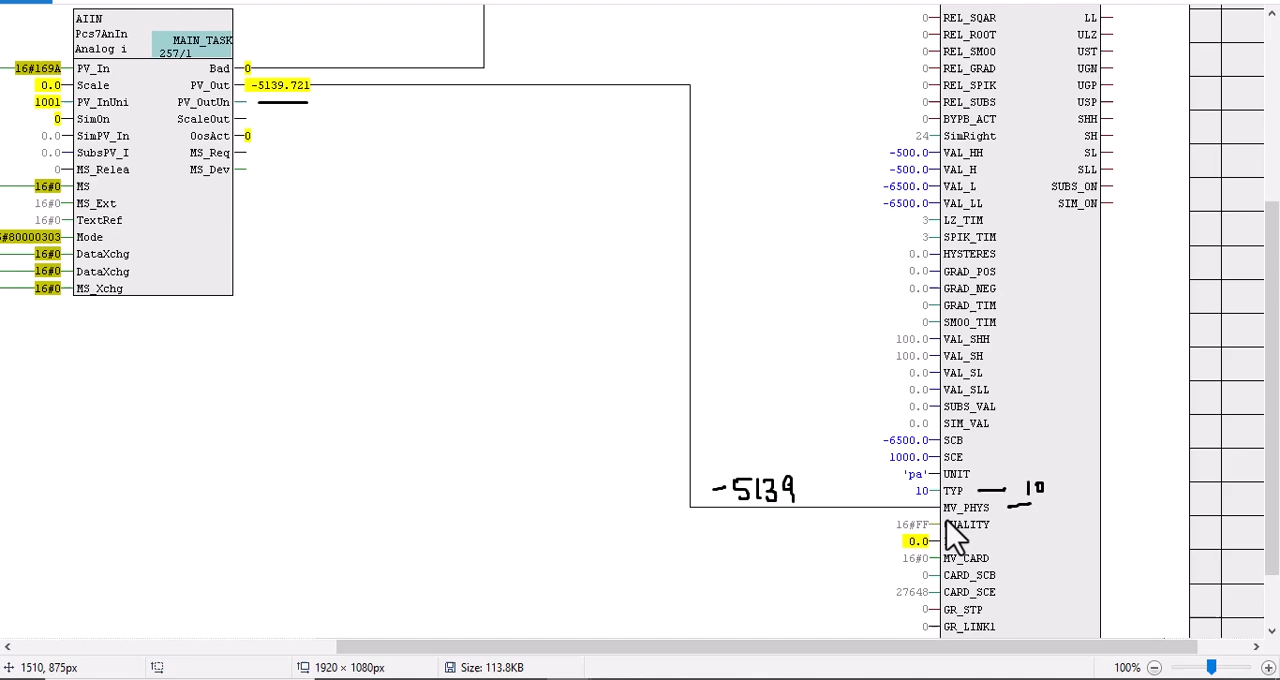 AIIN
Pcs7AnIn
Analog i
MAIN_TASK
257/1
16#169A PV_In Bad 0
0.0 Scale PV_Out -5139.721
1001 PV_InUni PV_OutUn
0 SimOn ScaleOut
0.0 SimPV_In OosAct 0
0.0 SubsPV_I MS_Req
0 MS_Relea MS_Dev
16#0 MS
16#0 MS_Ext
16#0 TextRef
#80000303 Mode
16#0 DataXchg
16#0 DataXchg
16#0 MS_Xchg
0 REL_SQAR LL
0 REL_ROOT ULZ
0 REL_SMOO UST
0 REL_GRAD UGN
0 REL_SPIK UGP
0 REL_SUBS USP
0 BYPB_ACT SHH
24 SimRight SH
-500.0 VAL_HH SL
-500.0 VAL_H SLL
-6500.0 VAL_L SUBS_ON
-6500.0 VAL_LL SIM_ON
3 LZ_TIM
3 SPIK_TIM
0.0 HYSTERES
0.0 GRAD_POS
0.0 GRAD_NEG
0 GRAD_TIM
0 SMOO_TIM
100.0 VAL_SHH
100.0 VAL_SH
0.0 VAL_SL
0.0 VAL_SLL
0.0 SUBS_VAL
0.0 SIM_VAL
-6500.0 SCB
1000.0 SCE
'pa' UNIT
10 TYP — 10
-5139 MV_PHYS
16#FF QUALITY
0.0
16#0 MV_CARD
0 CARD_SCB
27648 CARD_SCE
0 GR_STP
0 GR_LINK1
1510, 875px 1920 × 1080px Size: 113.8KB 100%